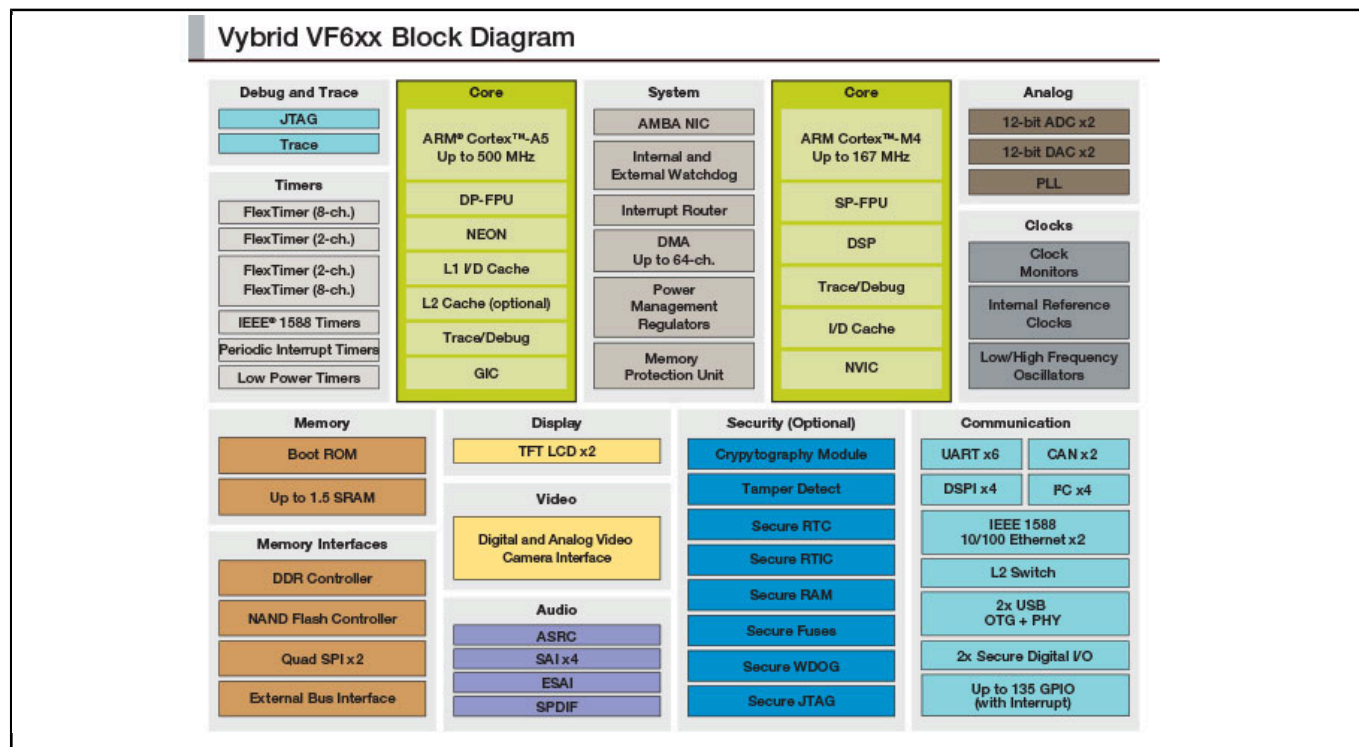 Vybrid VF6xx Block Diagram
Debug and Trace
JTAG
Trace
Timers
FlexTimer (8-ch.)
FlexTimer (2-ch.)
FlexTimer (2-ch.)
FlexTimer (8-ch.)
IEEE® 1588 Timers
Periodic Interrupt Timers
Low Power Timers
Core
ARM® Cortex™-A5
Up to 500 MHz
DP-FPU
NEON
L1 I/D Cache
L2 Cache (optional)
Trace/Debug
GIC
System
AMBA NIC
Internal and
External Watchdog
Interrupt Router
DMA
Up to 64-ch.
Power
Management
Regulators
Memory
Protection Unit
Core
ARM Cortex™-M4
Up to 167 MHz
SP-FPU
DSP
Trace/Debug
I/D Cache
NVIC
Analog
12-bit ADC x2
12-bit DAC x2
PLL
Clocks
Clock
Monitors
Internal Reference
Clocks
Low/High Frequency
Oscillators
Memory
Boot ROM
Up to 1.5 SRAM
Memory Interfaces
DDR Controller
NAND Flash Controller
Quad SPI x2
External Bus Interface
Display
TFT LCD x2
Video
Digital and Analog Video
Camera Interface
Audio
ASRC
SAI x4
ESAI
SPDIF
Security (Optional)
Crypytography Module
Tamper Detect
Secure RTC
Secure RTIC
Secure RAM
Secure Fuses
Secure WDOG
Secure JTAG
Communication
UART x6
CAN x2
DSPI x4
I²C x4
IEEE 1588
10/100 Ethernet x2
L2 Switch
2x USB
OTG + PHY
2x Secure Digital I/O
Up to 135 GPIO
(with Interrupt)